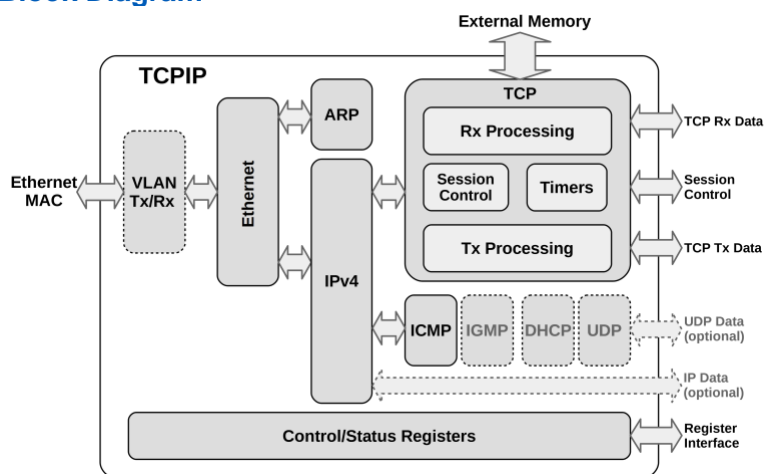 Block Diagram
External Memory
TCPIP
TCP
ARP
Rx Processing
TCP Rx Data
Ethernet
MAC
VLAN
Tx/Rx
Ethernet
Session
Control
Timers
Session
Control
Tx Processing
TCP Tx Data
IPv4
ICMP
IGMP
DHCP
UDP
UDP Data
(optional)
IP Data
(optional)
Control/Status Registers
Register
Interface